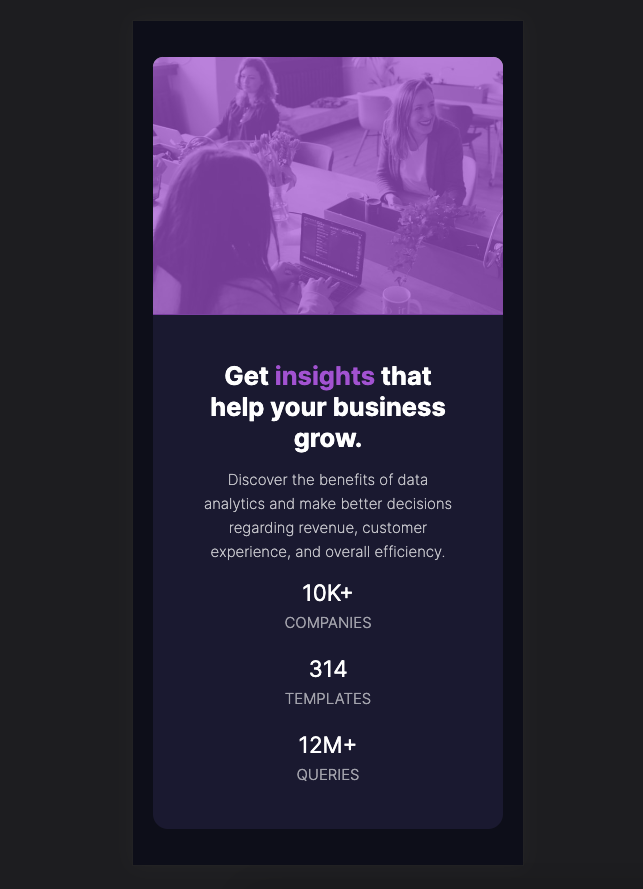 Get insights that
help your business
grow.
Discover the benefits of data
analytics and make better decisions
regarding revenue, customer
experience, and overall efficiency.
10K+
COMPANIES
314
TEMPLATES
12M+
QUERIES